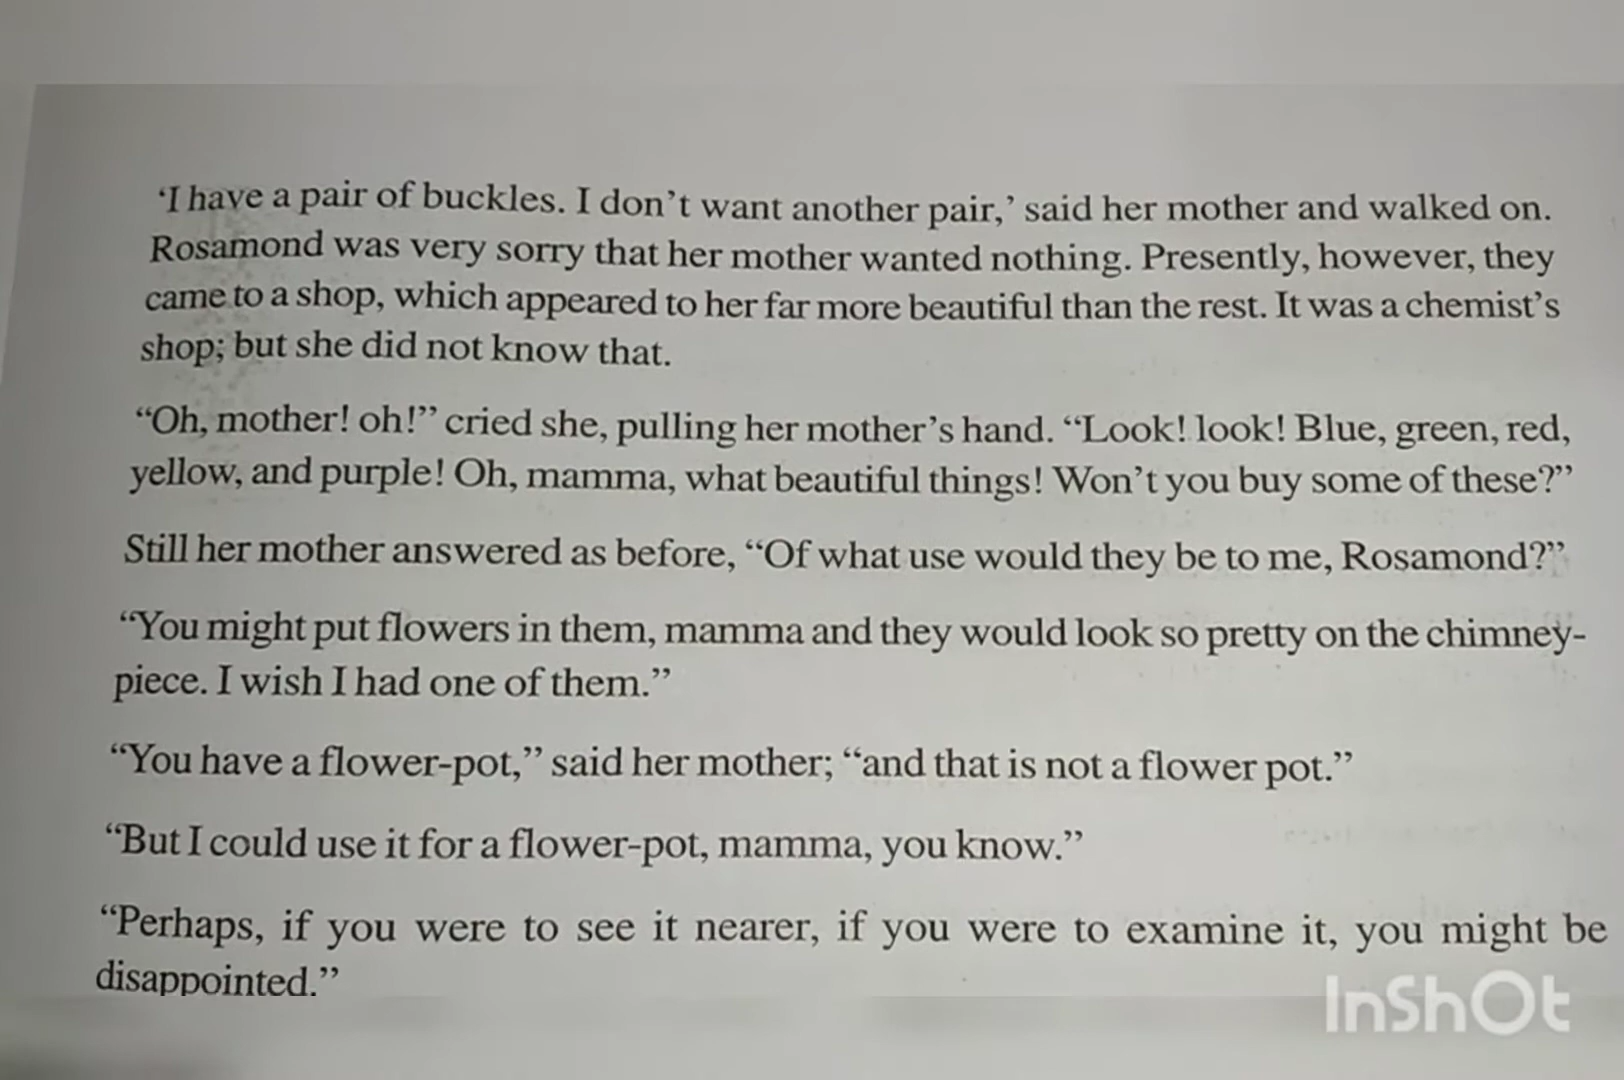 ‘I have a pair of buckles. I don’t want another pair,’ said her mother and walked on.
Rosamond was very sorry that her mother wanted nothing. Presently, however, they
came to a shop, which appeared to her far more beautiful than the rest. It was a chemist’s
shop; but she did not know that.
“Oh, mother! oh!” cried she, pulling her mother’s hand. “Look! look! Blue, green, red,
yellow, and purple! Oh, mamma, what beautiful things! Won’t you buy some of these?”
Still her mother answered as before, “Of what use would they be to me, Rosamond?”
“You might put flowers in them, mamma and they would look so pretty on the chimney-
piece. I wish I had one of them.”
“You have a flower-pot,” said her mother; “and that is not a flower pot.”
“But I could use it for a flower-pot, mamma, you know.”
“Perhaps, if you were to see it nearer, if you were to examine it, you might be
disappointed.”
InShOt